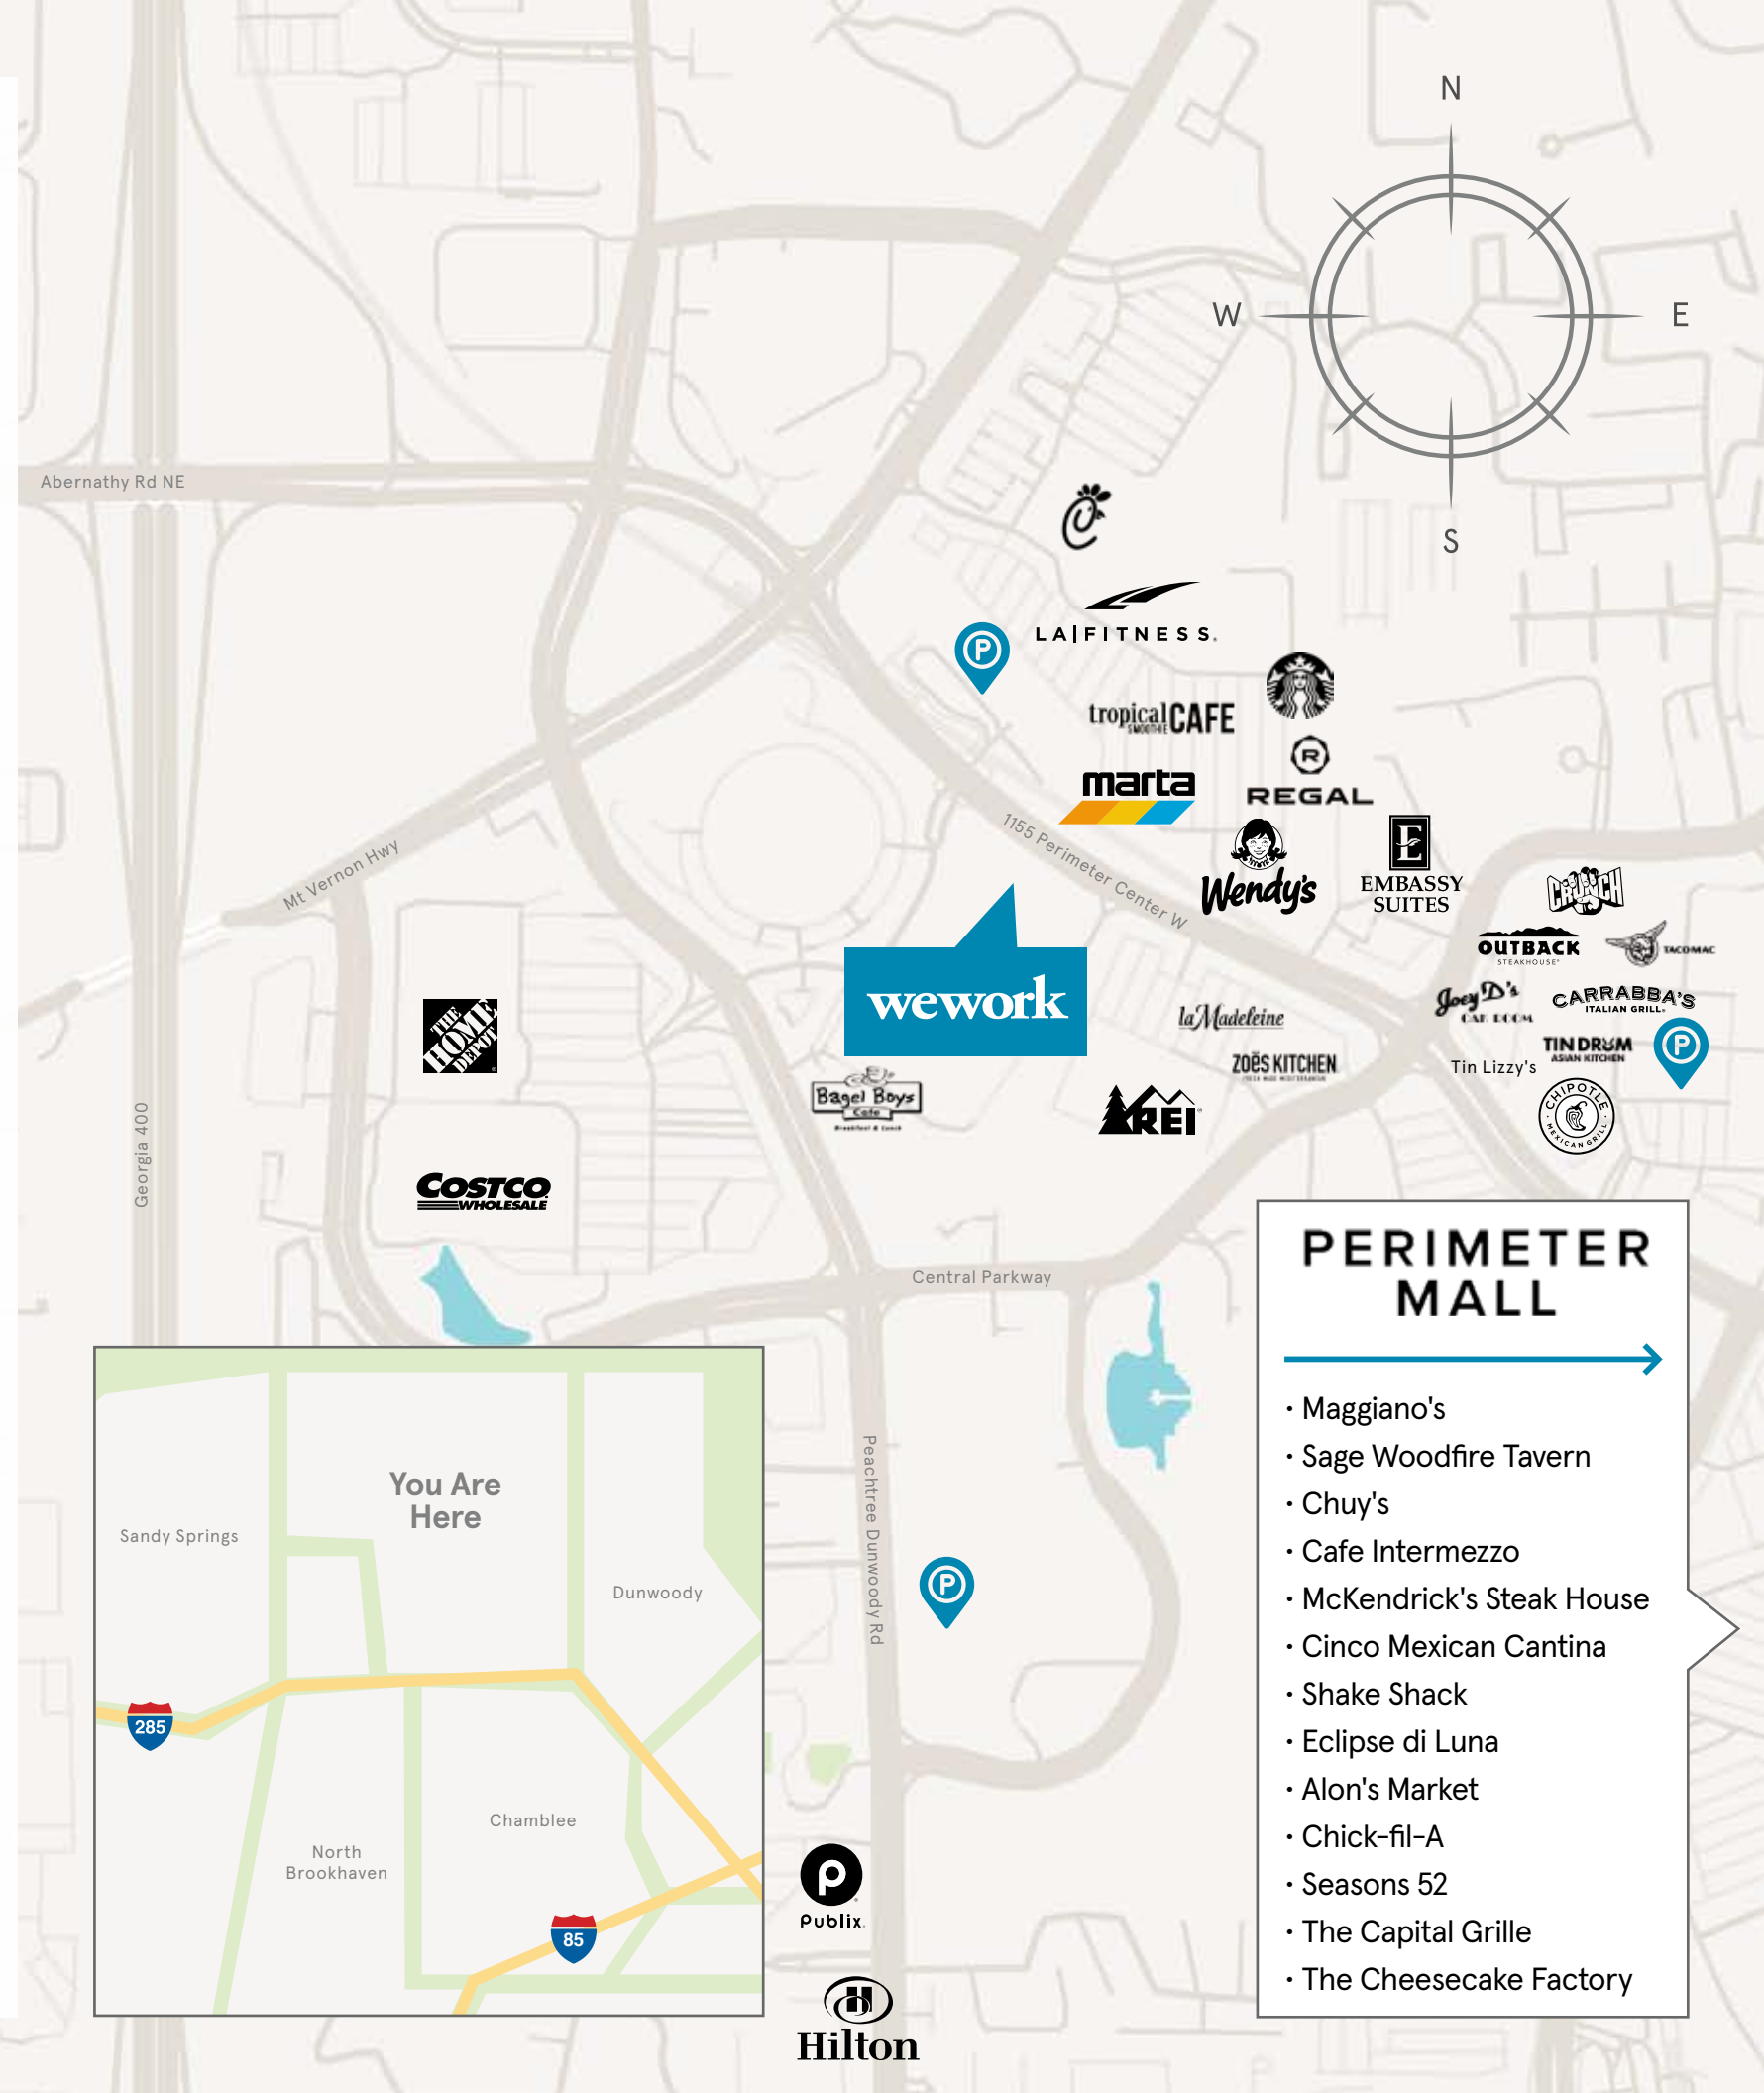 N
W
E
S
Abernathy Rd NE
LA|FITNESS.
P
tropical CAFE
SMOOTHIE
R
REGAL
marta
1155 Perimeter Center W
Wendy's
E
EMBASSY
SUITES
CRUNCH
Mt Vernon Hwy
OUTBACK
STEAKHOUSE
TACOMAC
wework
THE
HOME
DEPOT
la Madeleine
Joey D's
OAK ROOM
CARRABBA'S
ITALIAN GRILL
TIN DRUM
ASIAN KITCHEN
P
Tin Lizzy's
ZOËS KITCHEN
Bagel Boys
Cafe
Breakfast & Lunch
REI
CHIPOTLE
MEXICAN GRILL
Georgia 400
COSTCO
WHOLESALE
Central Parkway
PERIMETER
MALL
· Maggiano's
· Sage Woodfire Tavern
· Chuy's
· Cafe Intermezzo
· McKendrick's Steak House
· Cinco Mexican Cantina
· Shake Shack
· Eclipse di Luna
· Alon's Market
· Chick-fil-A
· Seasons 52
· The Capital Grille
· The Cheesecake Factory
Peachtree Dunwoody Rd
P
You Are
Here
Sandy Springs
Dunwoody
285
Chamblee
North
Brookhaven
85
P
Publix
H
Hilton